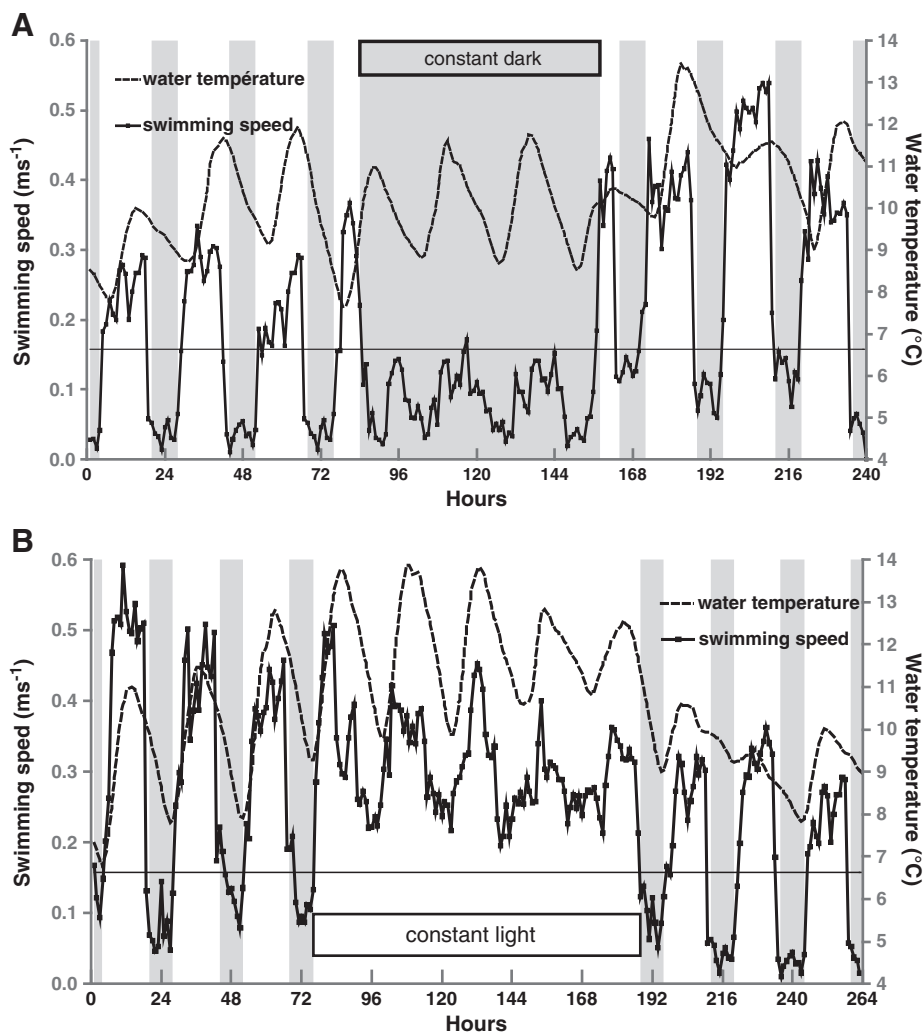 A
0.6
0.5
0.4
0.3
0.2
0.1
0.0
Swimming sped (ms-1)
water température
swimming speed
constant dark
14
13
12
11
10
9
8
7
6
5
4
Water temperature (°C)
0 24 48 72 96 120 144 168 192 216 240
Hours
B
0.6
0.5
0.4
0.3
0.2
0.1
0.0
Swimming speed (ms-1)
water temperature
swimming speed
constant light
14
13
12
11
10
9
8
7
6
5
4
Water temperature (°C)
0 24 48 72 96 120 144 168 192 216 240 264
Hours